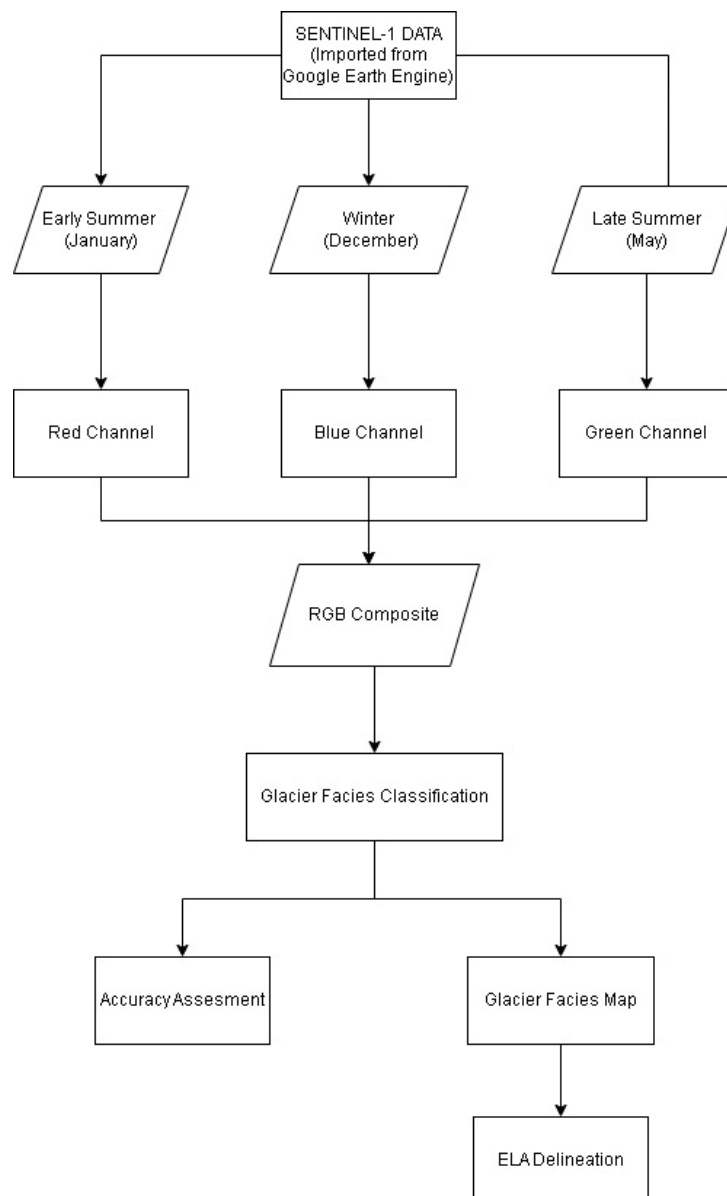 SENTINEL-1 DATA
(Imported from
Google Earth Engine)
Early Summer
(January)
Winter
(December)
Late Summer
(May)
Red Channel
Blue Channel
Green Channel
RGB Composite
Glacier Facies Classification
Accuracy Assesment
Glacier Facies Map
ELA Delineation